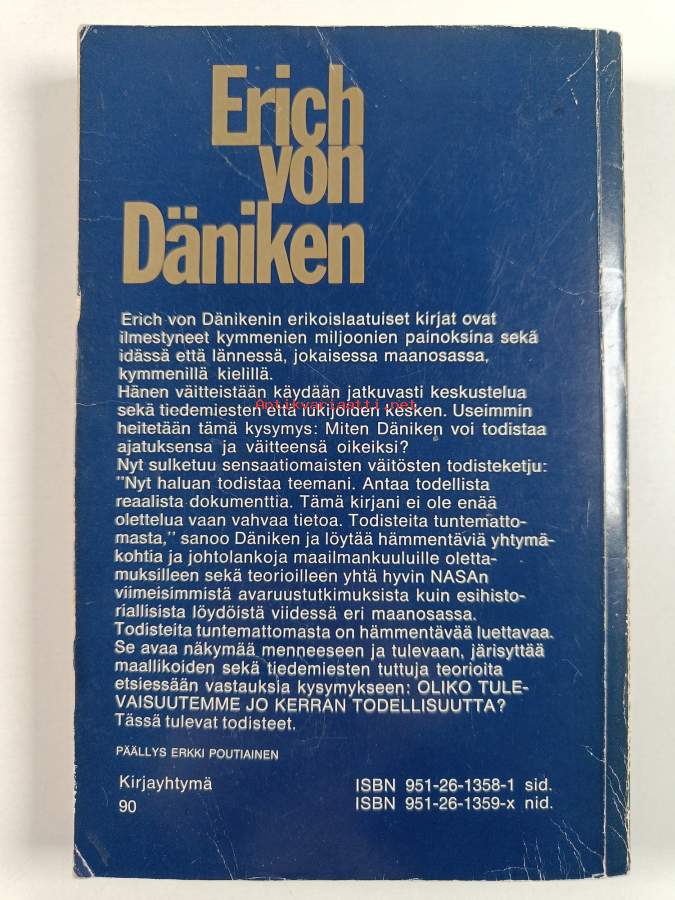 Erich
von
Däniken
Erich von Dänikenin erikoislaatuiset kirjat ovat
ilmestyneet kymmenien miljoonien painoksina sekä
idässä että lännessä, jokaisessa maanosassa,
kymmenillä kielillä.
Hänen väitteistään käydään jatkuvasti keskustelua
sekä tiedemiesten että lukijoiden kesken. Useimmin
Antikvariaatti.net
heitetään tämä kysymys: Miten Däniken voi todistaa
ajatuksensa ja väitteensä oikeiksi?
Nyt sulketuu sensaatiomaisten väitösten todisteketju:
"Nyt haluan todistaa teemani. Antaa todellista
reaalista dokumenttia. Tämä kirjani ei ole enää
olettelua vaan vahvaa tietoa. Todisteita tuntematto-
masta," sanoo Däniken ja löytää hämmentäviä yhtymä-
kohtia ja johtolankoja maailmankuuluille oletta-
muksilleen sekä teorioilleen yhtä hyvin NASAn
viimeisimmistä avaruustutkimuksista kuin esihisto-
riallisista löydöistä viidessä eri maanosassa.
Todisteita tuntemattomasta on hämmentävää luettavaa.
Se avaa näkymää menneeseen ja tulevaan, järisyttää
maallikoiden sekä tiedemiesten tuttuja teorioita
etsiessään vastauksia kysymykseen: OLIKO TULE-
VAISUUTEMME JO KERRAN TODELLISUUTTA?
Tässä tulevat todisteet.
PÄÄLLYS ERKKI POUTIAINEN
Kirjayhtymä
90
ISBN 951-26-1358-1 sid.
ISBN 951-26-1359-x nid.